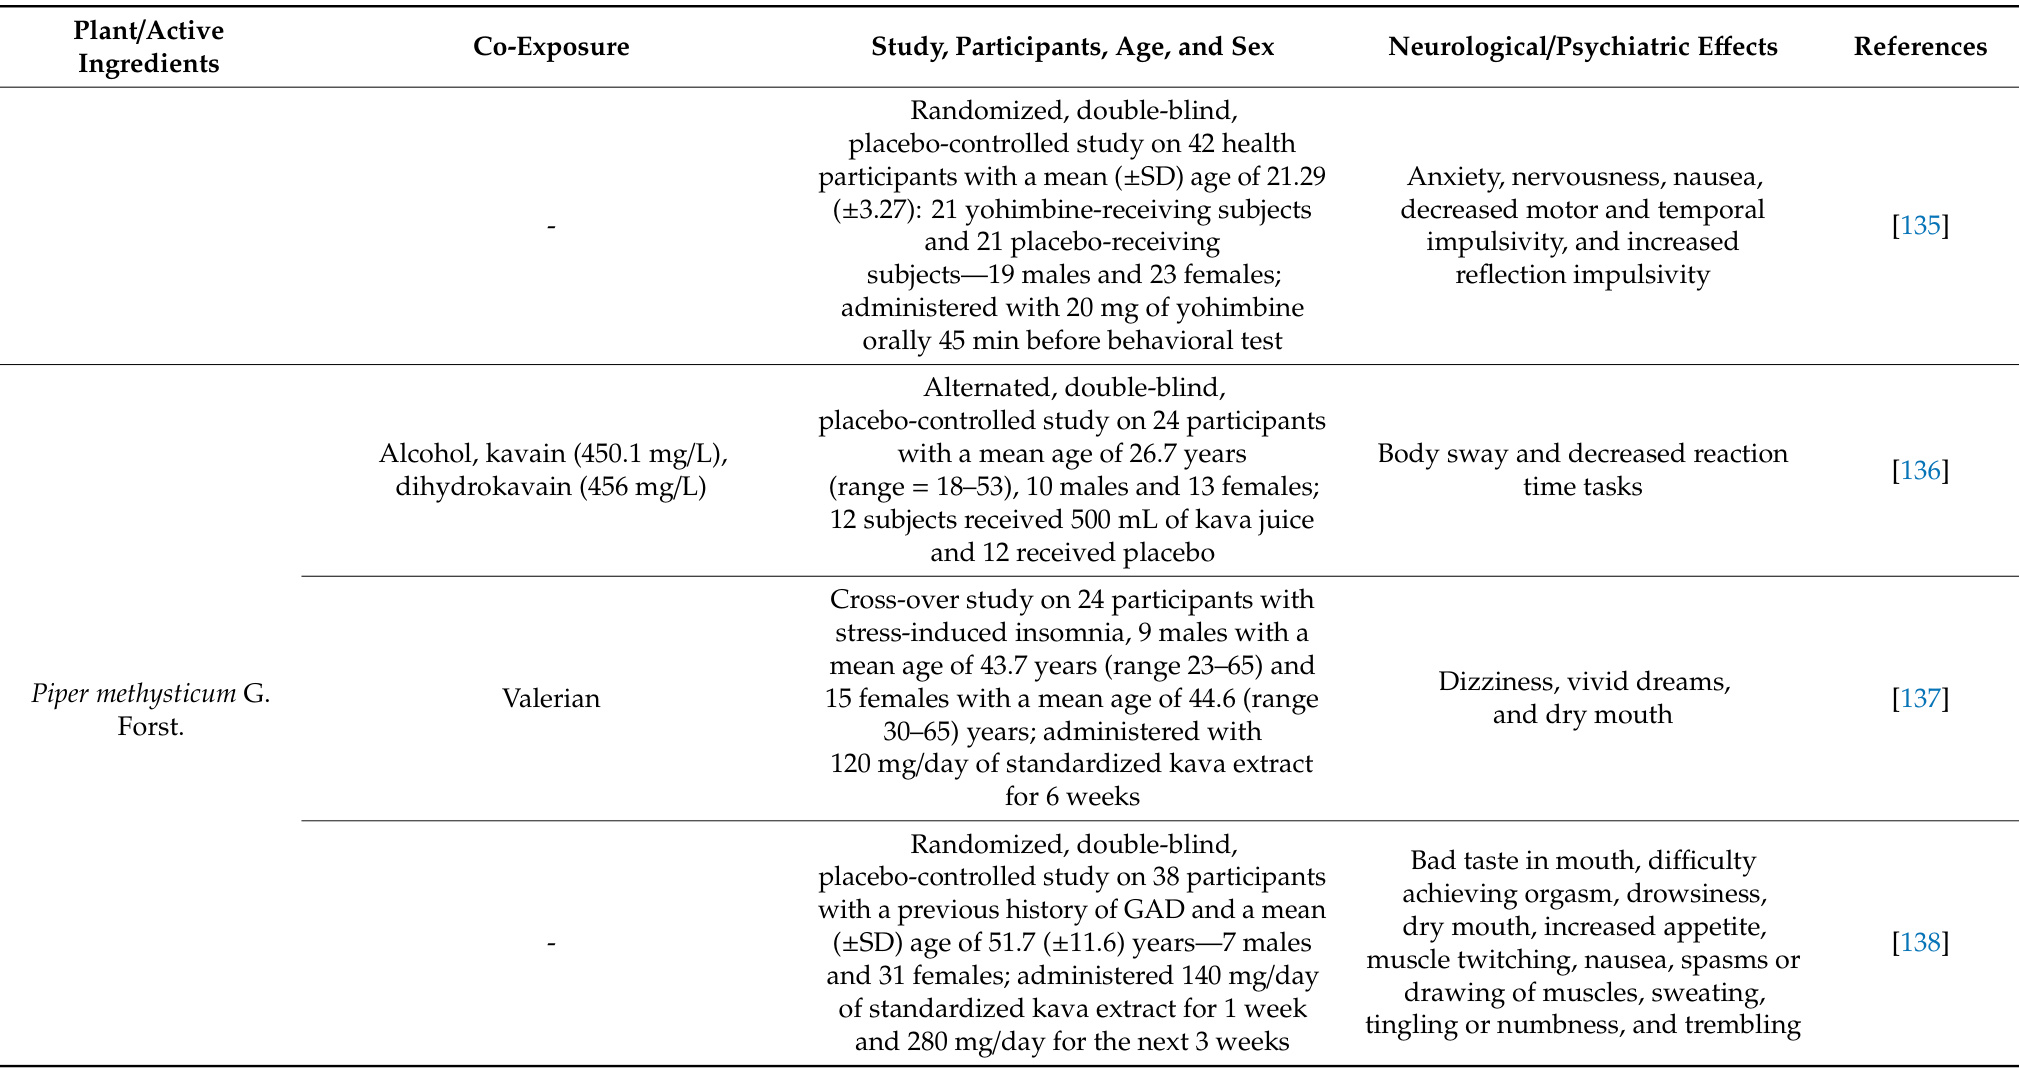 Plant/Active
Ingredients
Co-Exposure
Study, Participants, Age, and Sex
Neurological/Psychiatric Effects
References
-
Randomized, double-blind,
placebo-controlled study on 42 health
participants with a mean (±SD) age of 21.29
(±3.27): 21 yohimbine-receiving subjects
and 21 placebo-receiving
subjects—19 males and 23 females;
administered with 20 mg of yohimbine
orally 45 min before behavioral test
Anxiety, nervousness, nausea,
decreased motor and temporal
impulsivity, and increased
reflection impulsivity
[135]
Piper methysticum G.
Forst.
Alcohol, kavain (450.1 mg/L),
dihydrokavain (456 mg/L)
Alternated, double-blind,
placebo-controlled study on 24 participants
with a mean age of 26.7 years
(range = 18–53), 10 males and 13 females;
12 subjects received 500 mL of kava juice
and 12 received placebo
Body sway and decreased reaction
time tasks
[136]
Valerian
Cross-over study on 24 participants with
stress-induced insomnia, 9 males with a
mean age of 43.7 years (range 23–65) and
15 females with a mean age of 44.6 (range
30–65) years; administered with
120 mg/day of standardized kava extract
for 6 weeks
Dizziness, vivid dreams,
and dry mouth
[137]
-
Randomized, double-blind,
placebo-controlled study on 38 participants
with a previous history of GAD and a mean
(±SD) age of 51.7 (±11.6) years—7 males
and 31 females; administered 140 mg/day
of standardized kava extract for 1 week
and 280 mg/day for the next 3 weeks
Bad taste in mouth, difficulty
achieving orgasm, drowsiness,
dry mouth, increased appetite,
muscle twitching, nausea, spasms or
drawing of muscles, sweating,
tingling or numbness, and trembling
[138]